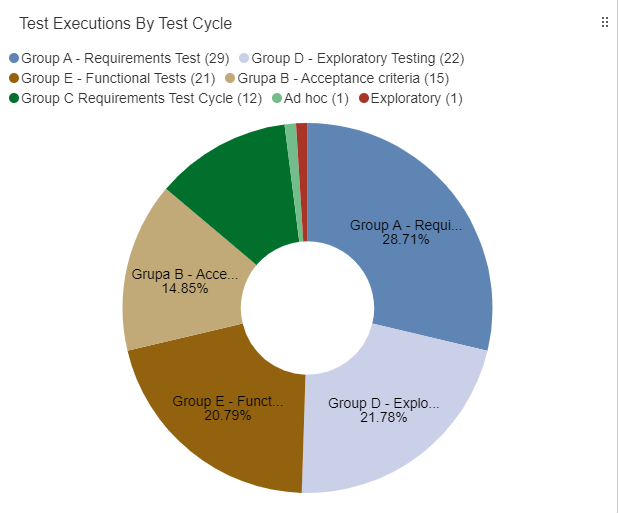 Test Executions By Test Cycle
Group A - Requirements Test (29) Group D - Exploratory Testing (22)
Group E - Functional Tests (21) Grupa B - Acceptance criteria (15)
Group C Requirements Test Cycle (12) Ad hoc (1) Exploratory (1)
Group A - Requi...
28.71%
Grupa B - Acce...
14.85%
Group E - Funct...
20.79%
Group D - Explo...
21.78%